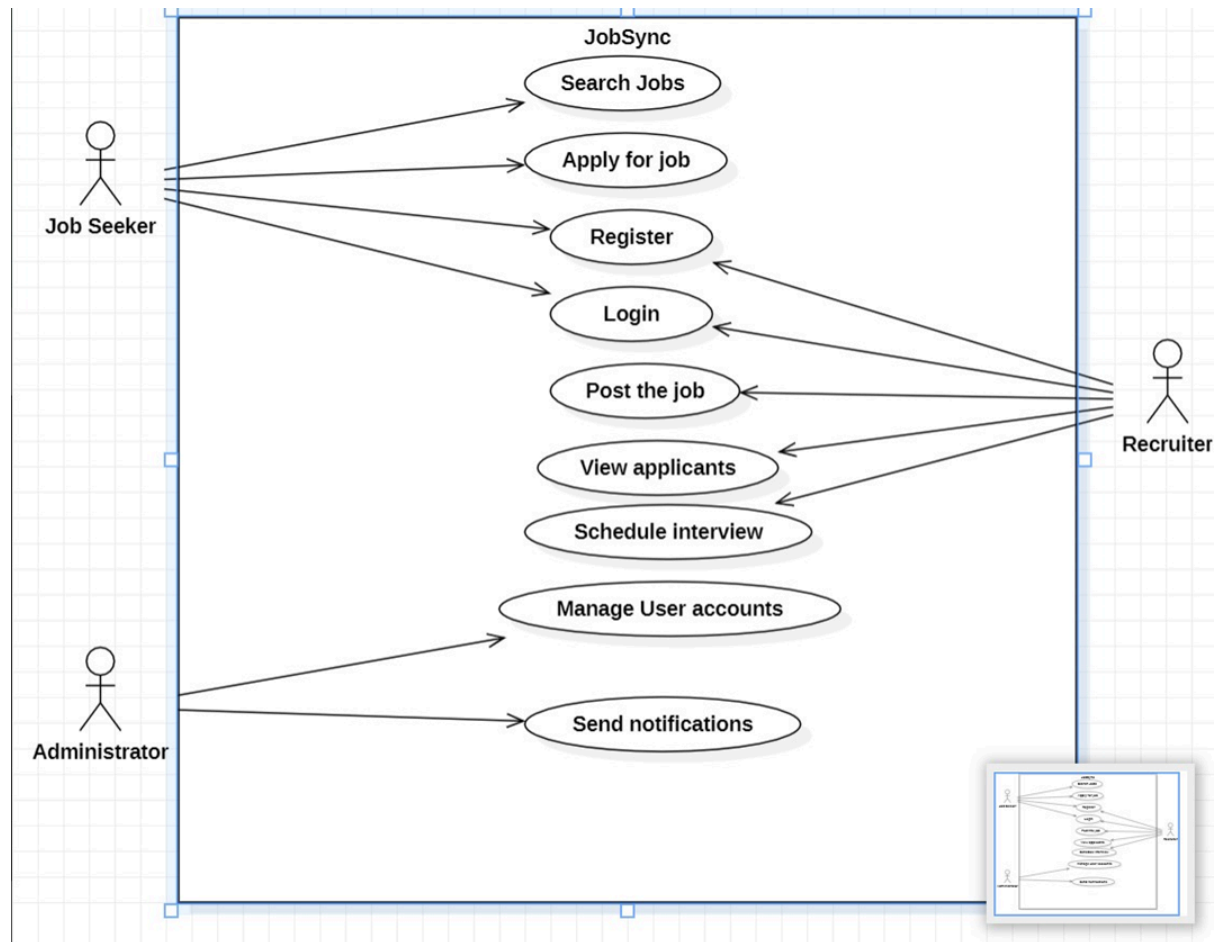 JobSync
Search Jobs
Apply for job
Job Seeker
Register
Login
Post the job
Recruiter
View applicants
Schedule interview
Manage User accounts
Send notifications
Administrator